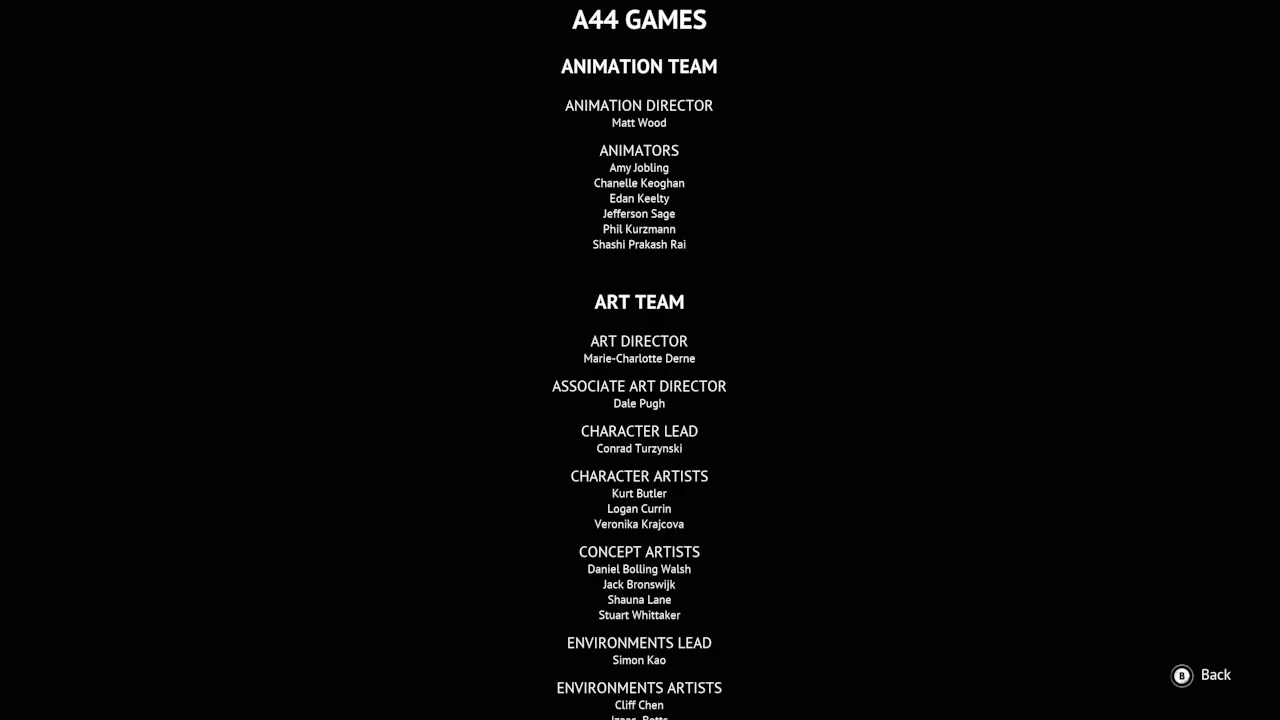 A44 GAMES
ANIMATION TEAM
ANIMATION DIRECTOR
Matt Wood
ANIMATORS
Amy Jobling
Chanelle Keoghan
Edan Keelty
Jefferson Sage
Phil Kurzmann
Shashi Prakash Rai
ART TEAM
ART DIRECTOR
Marie-Charlotte Derne
ASSOCIATE ART DIRECTOR
Dale Pugh
CHARACTER LEAD
Conrad Turzynski
CHARACTER ARTISTS
Kurt Butler
Logan Currin
Veronika Krajcova
CONCEPT ARTISTS
Daniel Bolling Walsh
Jack Bronswijk
Shauna Lane
Stuart Whittaker
ENVIRONMENTS LEAD
Simon Kao
B Back
ENVIRONMENTS ARTISTS
Cliff Chen